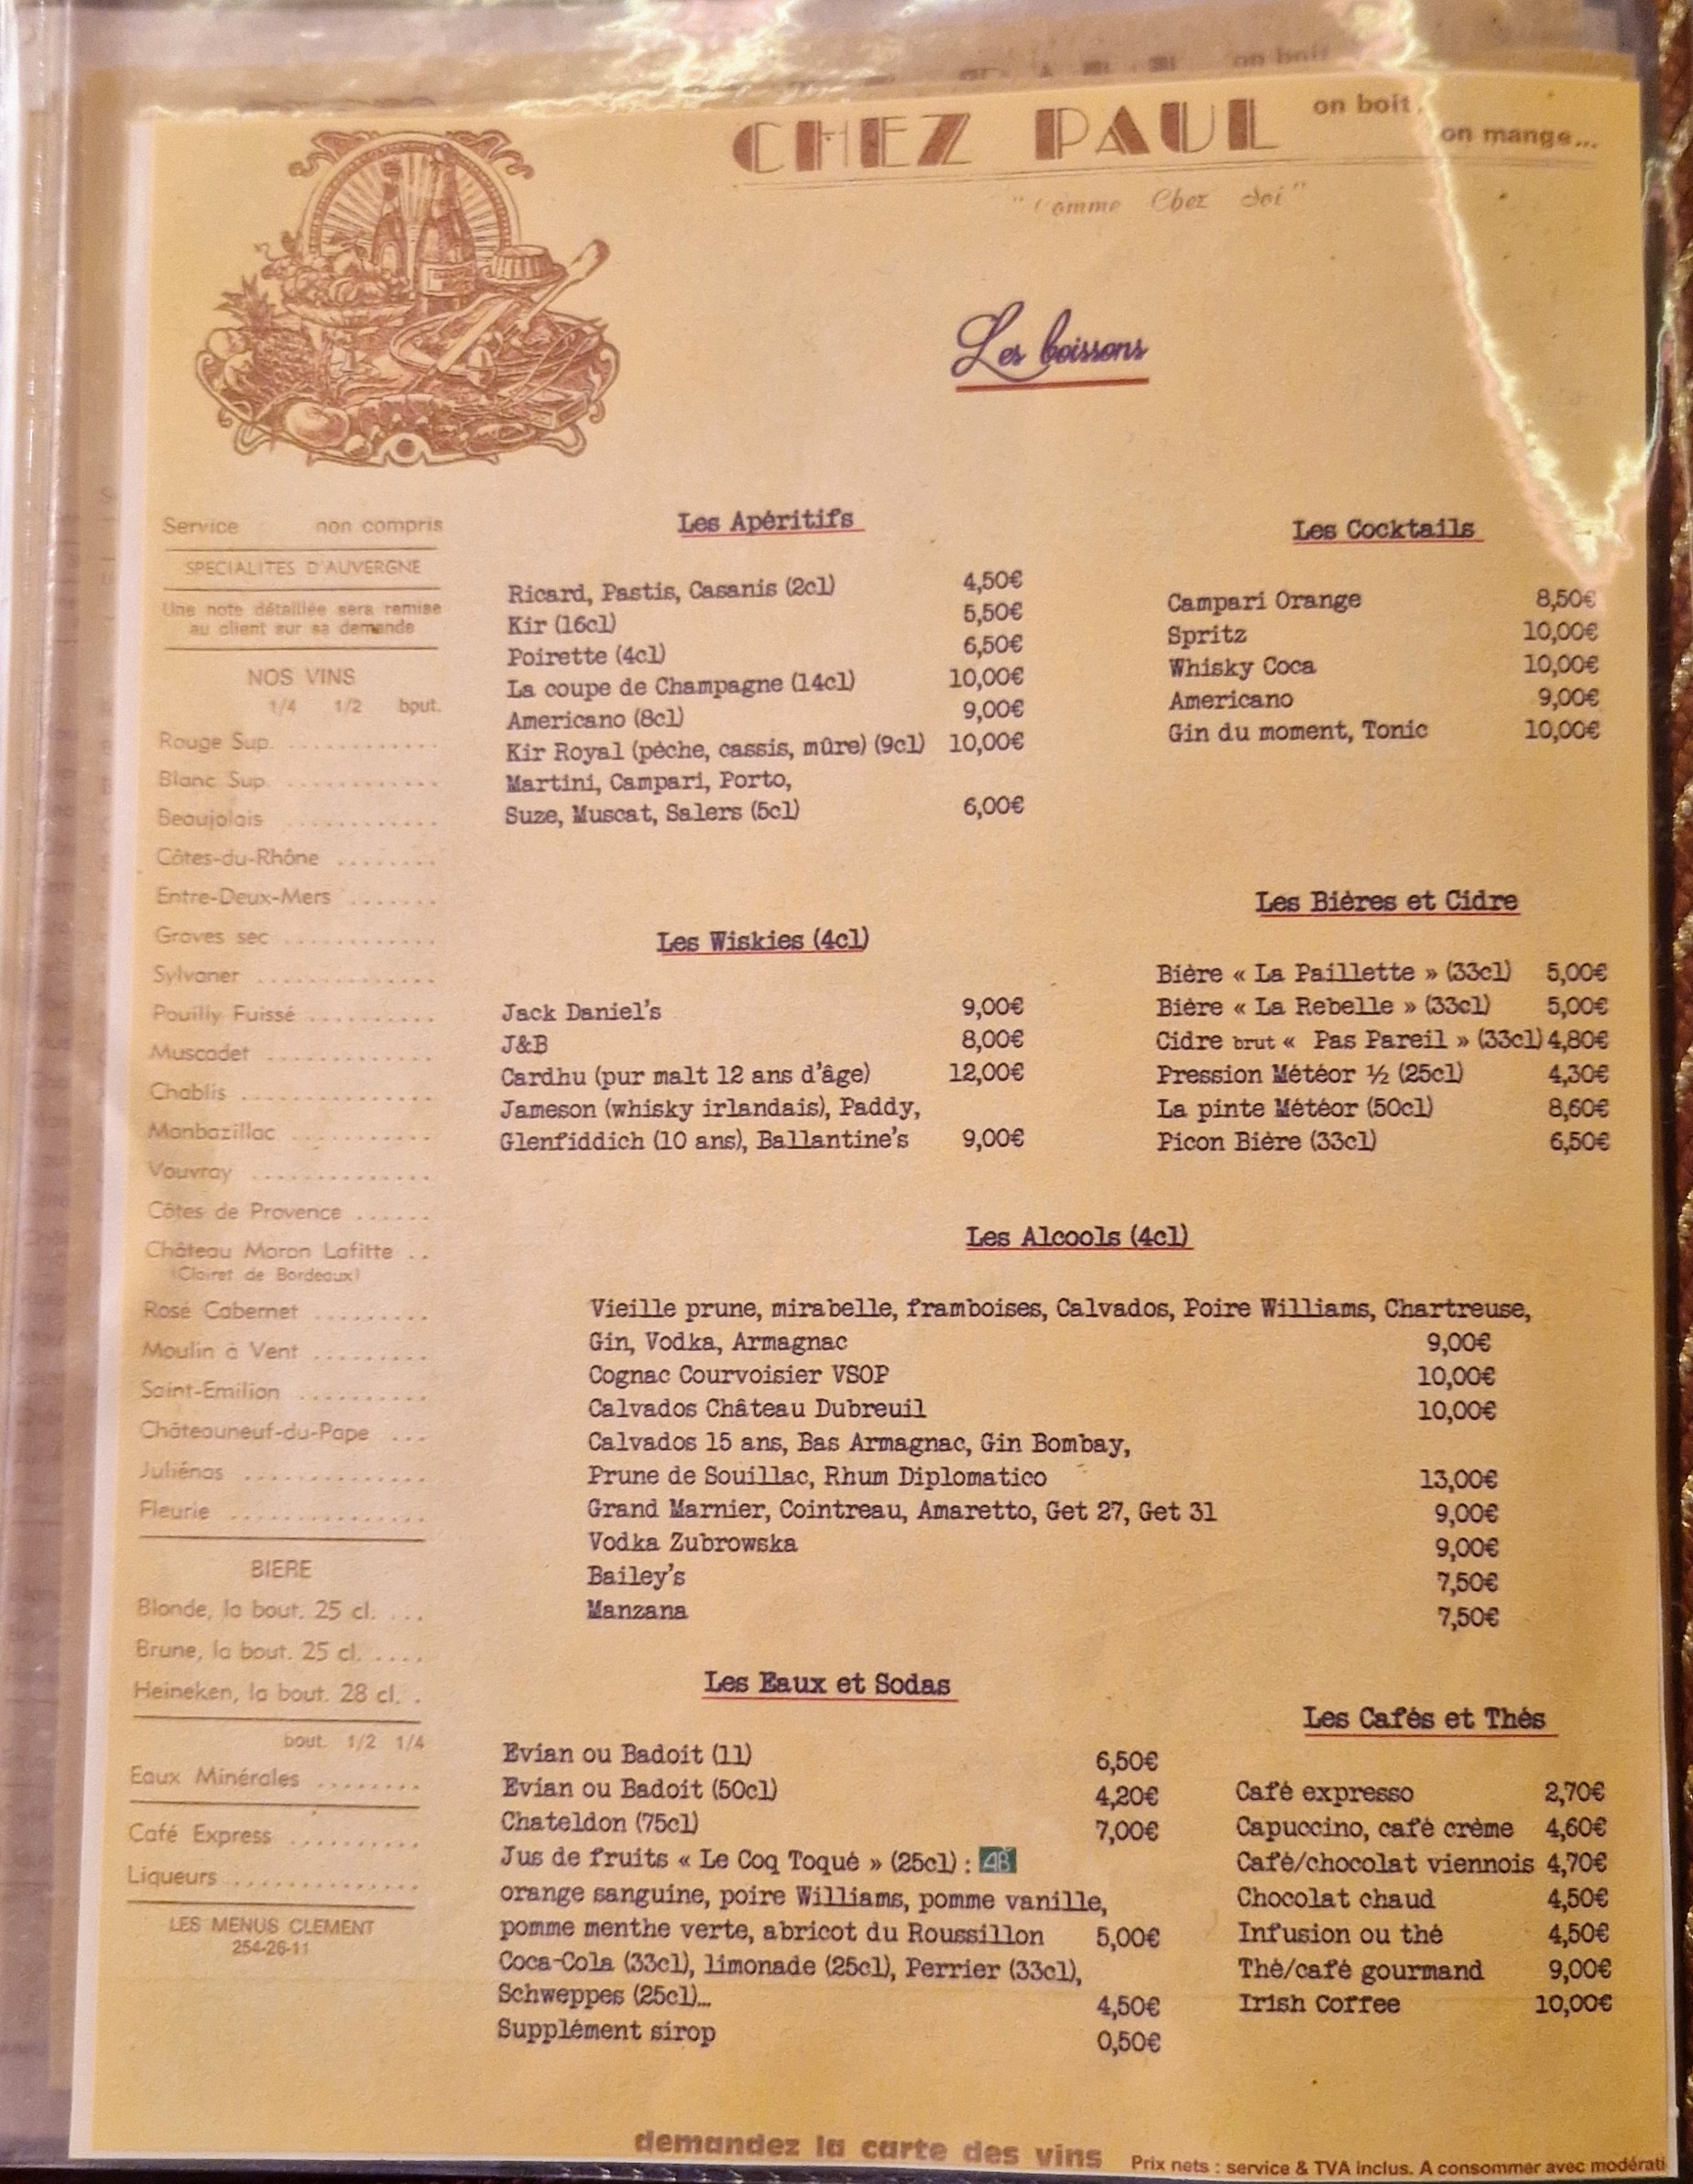 CHEZ PAUL
on boit.
on mange...
"Comme Chez Soi"
Les boissons
Service non compris
SPECIALITES D'AUVERGNE
Une note détaillée sera remise
au client sur sa demande
NOS VINS
1/4 1/2 bout.
Rouge Sup. ............
Blanc Sup. ............
Beaujolais ............
Côtes-du-Rhône ........
Entre-Deux-Mers .......
Graves sec ............
Sylvaner ..............
Pouilly Fuissé ..........
Muscadet .............
Chablis ...............
Monbazillac ...........
Vouvray ..............
Côtes de Provence ......
Château Moron Lafitte ..
(Clairet de Bordeaux)
Rosé Cabernet .........
Moulin à Vent .........
Saint-Emilion ..........
Châteauneuf-du-Pape ...
Juliénas ..............
Fleurie ...............
BIERE
Blonde, la bout. 25 cl. ...
Brune, la bout. 25 cl. ....
Heineken, la bout. 28 cl. .
bout. 1/2 1/4
Eaux Minérales ........
Café Express ..........
Liqueurs ..............
LES MENUS CLEMENT
254-26-11
Les Apéritifs
Ricard, Pastis, Casanis (2cl) 4,50€
Kir (16cl) 5,50€
Poirette (4cl) 6,50€
La coupe de Champagne (14cl) 10,00€
Americano (8cl) 9,00€
Kir Royal (pêche, cassis, mûre) (9cl) 10,00€
Martini, Campari, Porto,
Suze, Muscat, Salers (5cl) 6,00€
Les Cocktails
Campari Orange 8,50€
Spritz 10,00€
Whisky Coca 10,00€
Americano 9,00€
Gin du moment, Tonic 10,00€
Les Wiskies (4cl)
Jack Daniel's 9,00€
J&B 8,00€
Cardhu (pur malt 12 ans d'âge) 12,00€
Jameson (whisky irlandais), Paddy,
Glenfiddich (10 ans), Ballantine's 9,00€
Les Bières et Cidre
Bière « La Paillette » (33cl) 5,00€
Bière « La Rebelle » (33cl) 5,00€
Cidre brut « Pas Pareil » (33cl) 4,80€
Pression Météor ½ (25cl) 4,30€
La pinte Météor (50cl) 8,60€
Picon Bière (33cl) 6,50€
Les Alcools (4cl)
Vieille prune, mirabelle, framboises, Calvados, Poire Williams, Chartreuse,
Gin, Vodka, Armagnac 9,00€
Cognac Courvoisier VSOP 10,00€
Calvados Château Dubreuil 10,00€
Calvados 15 ans, Bas Armagnac, Gin Bombay,
Prune de Souillac, Rhum Diplomatico 13,00€
Grand Marnier, Cointreau, Amaretto, Get 27, Get 31 9,00€
Vodka Zubrowska 9,00€
Bailey's 7,50€
Manzana 7,50€
Les Eaux et Sodas
Evian ou Badoit (1l) 6,50€
Evian ou Badoit (50cl) 4,20€
Chateldon (75cl) 7,00€
Jus de fruits « Le Coq Toqué » (25cl) : AB
orange sanguine, poire Williams, pomme vanille,
pomme menthe verte, abricot du Roussillon 5,00€
Coca-Cola (33cl), limonade (25cl), Perrier (33cl),
Schweppes (25cl)... 4,50€
Supplément sirop 0,50€
Les Cafés et Thés
Café expresso 2,70€
Capuccino, café crème 4,60€
Café/chocolat viennois 4,70€
Chocolat chaud 4,50€
Infusion ou thé 4,50€
Thé/café gourmand 9,00€
Irish Coffee 10,00€
demandez la carte des vins
Prix nets : service & TVA inclus. A consommer avec modérati